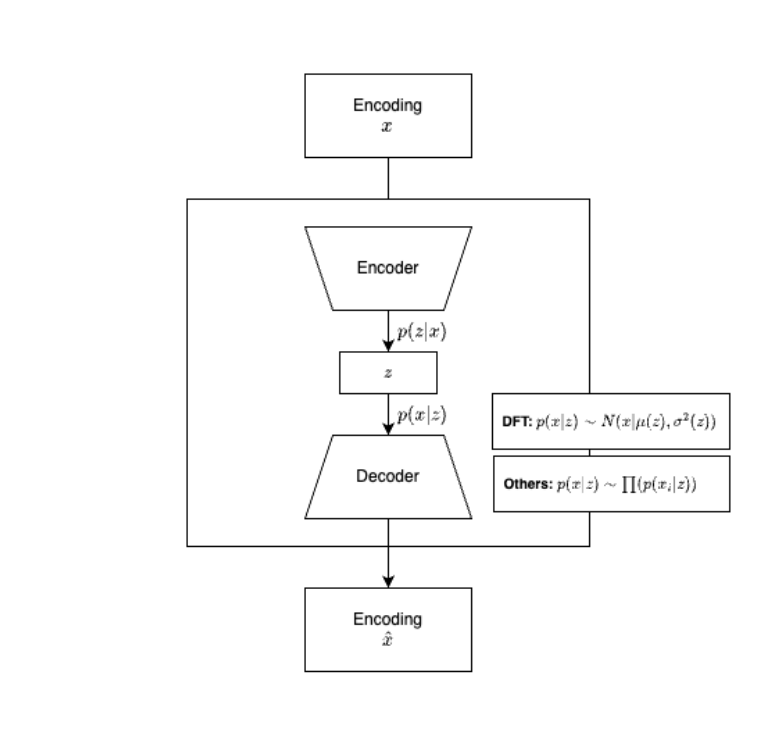 Encoding
x
Encoder
p(z|x)
z
p(x|z)
DFT: p(x|z) ∼ N(x|μ(z), σ²(z))
Decoder
Others: p(x|z) ∼ ∏(p(xᵢ|z))
Encoding
x̂